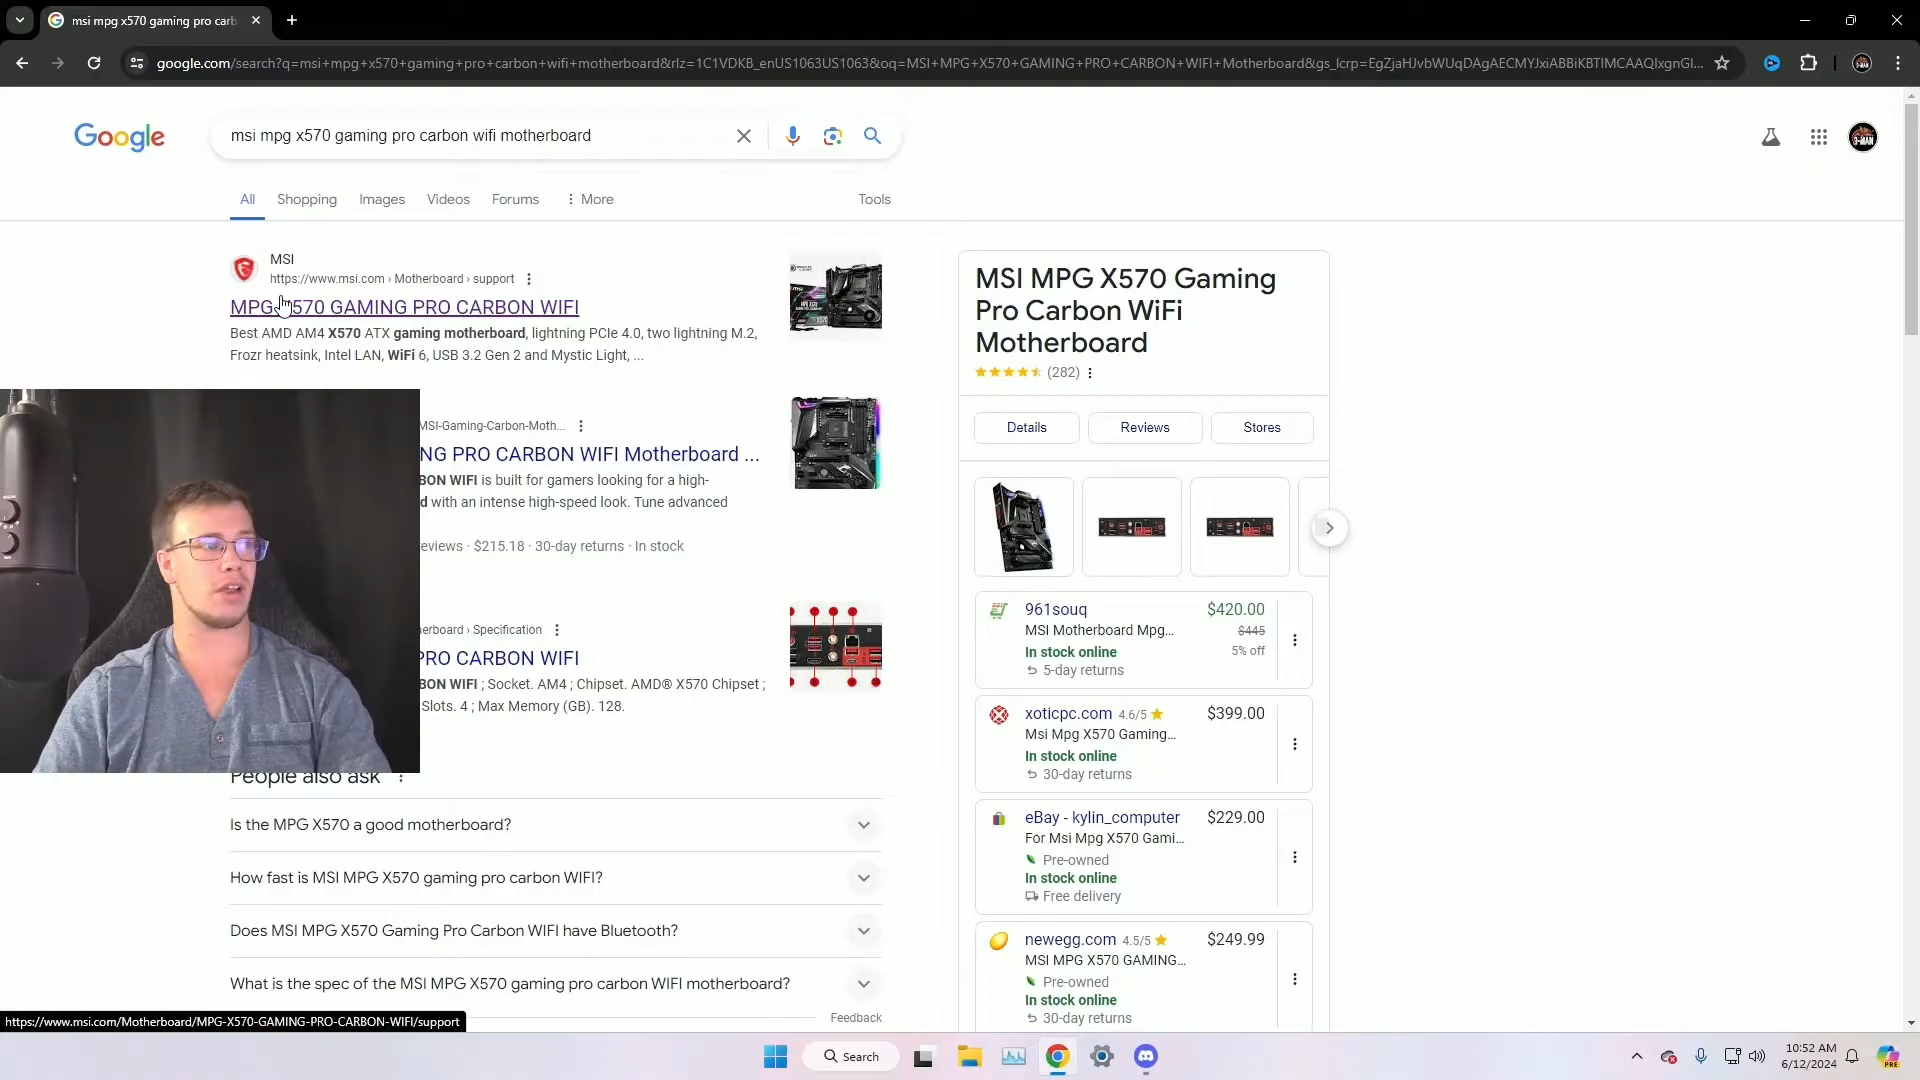 msi mpg x570 gaming pro carb
google.com/search?q=msi+mpg+x570+gaming+pro+carbon+wifi+motherboard&rlz=1C1VDKB_enUS1063US1063&oq=MSI+MPG+X570+GAMING+PRO+CARBON+WIFI+Motherboard&gs_lcrp=EgZjaHJvbWUqDAgAECMYJxiABBiKBTIMCAAQIxgnGI...
Google
msi mpg x570 gaming pro carbon wifi motherboard
All
Shopping
Images
Videos
Forums
More
Tools
MSI
https://www.msi.com › Motherboard › support
MPG X570 GAMING PRO CARBON WIFI
Best AMD AM4 X570 ATX gaming motherboard, lightning PCIe 4.0, two lightning M.2,
Frozr heatsink, Intel LAN, WiFi 6, USB 3.2 Gen 2 and Mystic Light, ...
MSI-Gaming-Carbon-Moth...
NG PRO CARBON WIFI Motherboard ...
BON WIFI is built for gamers looking for a high-
d with an intense high-speed look. Tune advanced
eviews · $215.18 · 30-day returns · In stock
erboard › Specification
PRO CARBON WIFI
BON WIFI ; Socket. AM4 ; Chipset. AMD® X570 Chipset ;
Slots. 4 ; Max Memory (GB). 128.
People also ask
Is the MPG X570 a good motherboard?
How fast is MSI MPG X570 gaming pro carbon WIFI?
Does MSI MPG X570 Gaming Pro Carbon WIFI have Bluetooth?
What is the spec of the MSI MPG X570 gaming pro carbon WIFI motherboard?
Feedback
MSI MPG X570 Gaming
Pro Carbon WiFi
Motherboard
(282)
Details
Reviews
Stores
961souq
$420.00
MSI Motherboard Mpg...
$445
In stock online
5% off
5-day returns
xoticpc.com 4.6/5
$399.00
Msi Mpg X570 Gaming...
In stock online
30-day returns
eBay - kylin_computer
$229.00
For Msi Mpg X570 Gami...
Pre-owned
In stock online
Free delivery
newegg.com 4.5/5
$249.99
MSI MPG X570 GAMING...
Pre-owned
In stock online
30-day returns
https://www.msi.com/Motherboard/MPG-X570-GAMING-PRO-CARBON-WIFI/support
Search
10:52 AM
6/12/2024
PRE